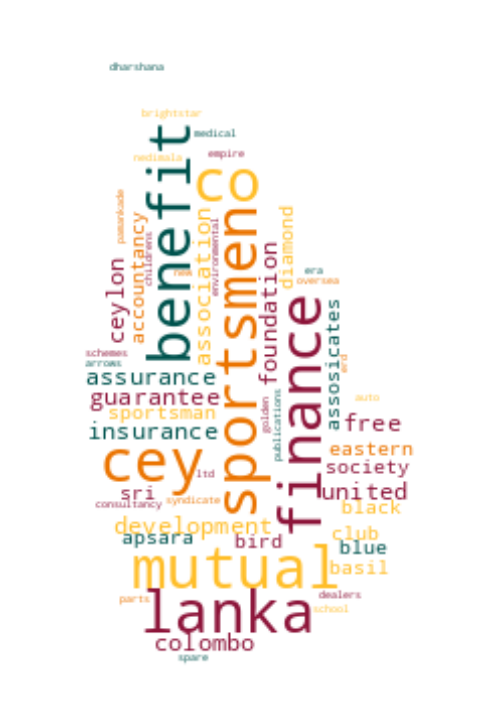 dharshana
brightstar
medical
nedimala
empire
benefit
co
pamankade
accountancy
childrens
association
environmental
sportsmen
diamond
foundation
new
ceylon
era
oversea
finance
assosicates
erd
schemes
arrows
assurance
guarantee
sportsman
insurance
golden
publications
auto
free
eastern
society
cey
ltd
united
sri
consultancy
syndicate
black
development
apsara
bird
club
blue
basil
mutual
lanka
parts
dealers
school
colombo
spare